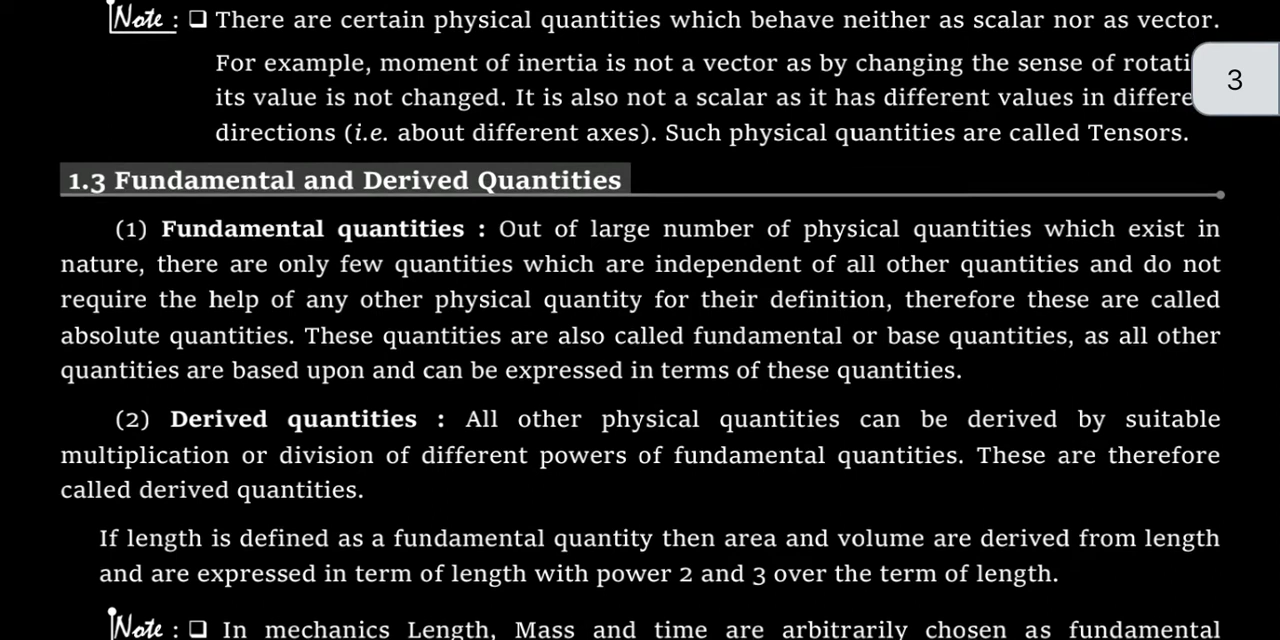 Note : ❑ There are certain physical quantities which behave neither as scalar nor as vector.
For example, moment of inertia is not a vector as by changing the sense of
3
its value is not changed. It is also not a scalar as it has different values in
directions (i.e. about different axes). Such physical quantities are called Tensors.
1.3 Fundamental and Derived Quantities
(1) Fundamental quantities : Out of large number of physical quantities which exist in
nature, there are only few quantities which are independent of all other quantities and do not
require the help of any other physical quantity for their definition, therefore these are called
absolute quantities. These quantities are also called fundamental or base quantities, as all other
quantities are based upon and can be expressed in terms of these quantities.
(2) Derived quantities : All other physical quantities can be derived by suitable
multiplication or division of different powers of fundamental quantities. These are therefore
called derived quantities.
If length is defined as a fundamental quantity then area and volume are derived from length
and are expressed in term of length with power 2 and 3 over the term of length.
Note : ❑ In mechanics Length, Mass and time are arbitrarily chosen as fundamental